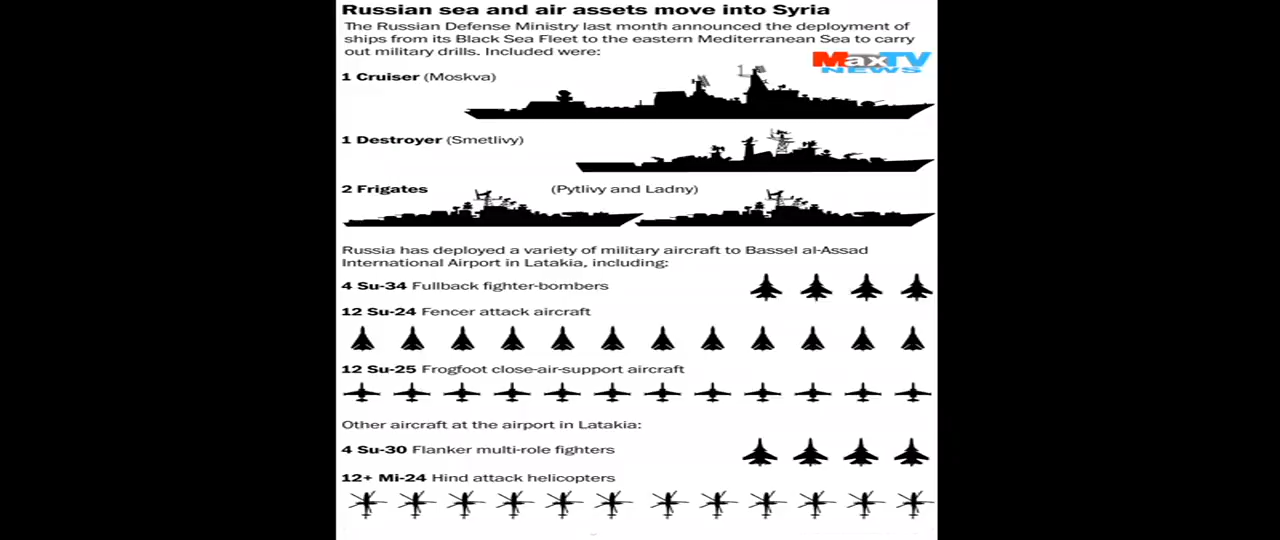 Russian sea and air assets move into Syria
The Russian Defense Ministry last month announced the deployment of
ships from its Black Sea Fleet to the eastern Mediterranean Sea to carry
out military drills. Included were:
MaxTV
NEWS
1 Cruiser (Moskva)
1 Destroyer (Smetlivy)
2 Frigates (Pytlivy and Ladny)
Russia has deployed a variety of military aircraft to Bassel al-Assad
International Airport in Latakia, including:
4 Su-34 Fullback fighter-bombers
12 Su-24 Fencer attack aircraft
12 Su-25 Frogfoot close-air-support aircraft
Other aircraft at the airport in Latakia:
4 Su-30 Flanker multi-role fighters
12+ Mi-24 Hind attack helicopters